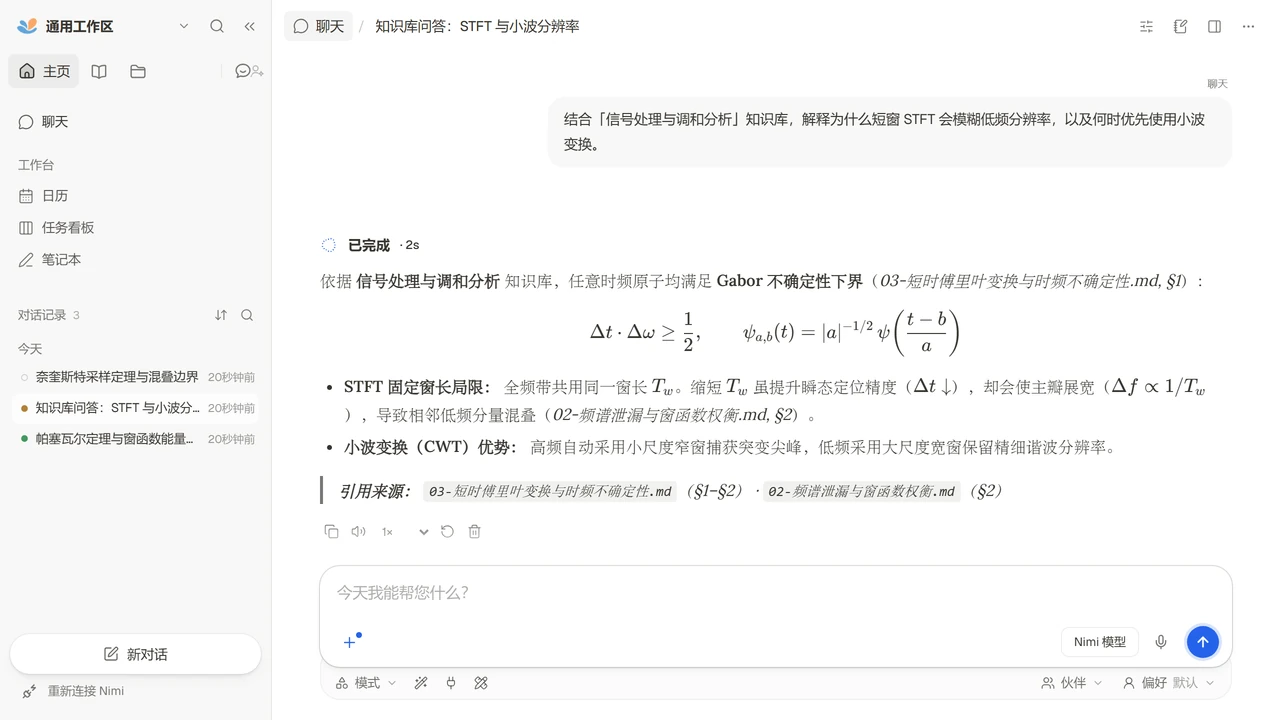 通用工作区
聊天 / 知识库问答：STFT 与小波分辨率
主页
聊天
聊天
结合「信号处理与调和分析」知识库，解释为什么短窗 STFT 会模糊低频分辨率，以及何时优先使用小波
变换。
工作台
日历
任务看板
笔记本
对话记录 3
今天
奈奎斯特采样定理与混叠边界 20秒钟前
知识库问答：STFT 与小波分... 20秒钟前
帕塞瓦尔定理与窗函数能量... 20秒钟前
已完成 · 2s
依据 信号处理与调和分析 知识库，任意时频原子均满足 Gabor 不确定性下界（03-短时傅里叶变换与时频不确定性.md, §1）：
Δt · Δω ≥ 1/2,  ψ_{a,b}(t) = |a|^{−1/2} ψ((t − b)/a)
• STFT 固定窗长局限： 全频带共用同一窗长 T_w。缩短 T_w 虽提升瞬态定位精度（Δt ↓），却会使主瓣展宽（Δf ∝ 1/T_w
），导致相邻低频分量混叠（02-频谱泄漏与窗函数权衡.md, §2）。
• 小波变换（CWT）优势： 高频自动采用小尺度窄窗捕获突变尖峰，低频采用大尺度宽窗保留精细谐波分辨率。
引用来源： 03-短时傅里叶变换与时频不确定性.md （§1–§2） · 02-频谱泄漏与窗函数权衡.md （§2）
1×
今天我能帮您什么？
Nimi 模型
新对话
重新连接 Nimi
模式
伙伴
偏好 默认